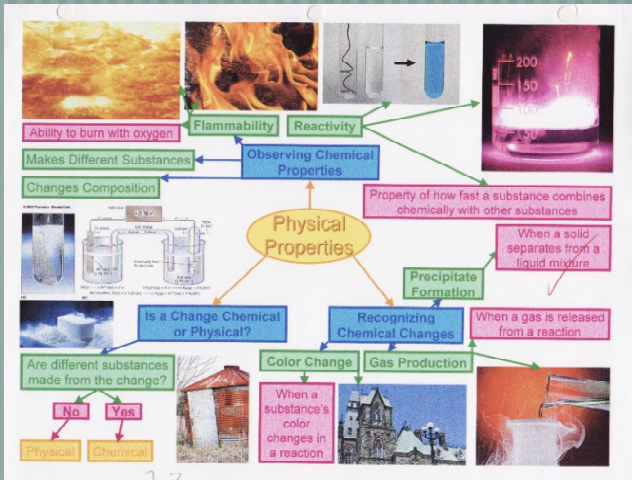 200
150
100
50
Flammability
Reactivity
Ability to burn with oxygen
Makes Different Substances
Observing Chemical
Properties
Changes Composition
Property of how fast a substance combines
chemically with other substances
Physical
Properties
When a solid
separates from a
liquid mixture
Precipitate
Formation
Is a Change Chemical
or Physical?
Recognizing
Chemical Changes
When a gas is released
from a reaction
Are different substances
made from the change?
Color Change
Gas Production
When a
substance's
color
changes in
a reaction
No
Yes
Physical
Chemical